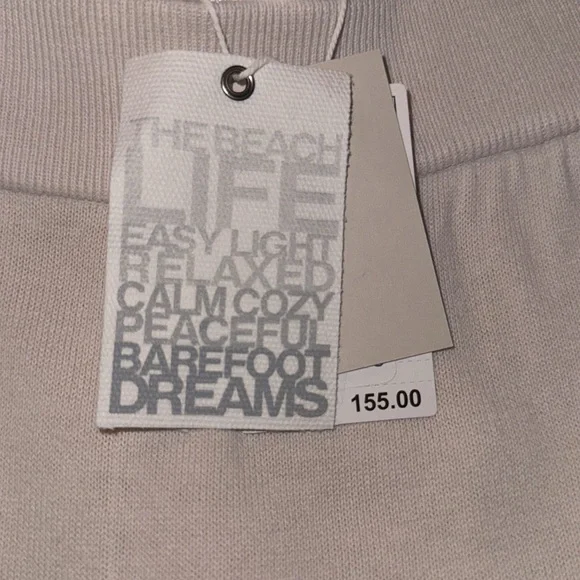 THE BEACH
LIFE
EASY LIGHT
RELAXED
CALM COZY
PEACEFUL
BAREFOOT
DREAMS
155.00